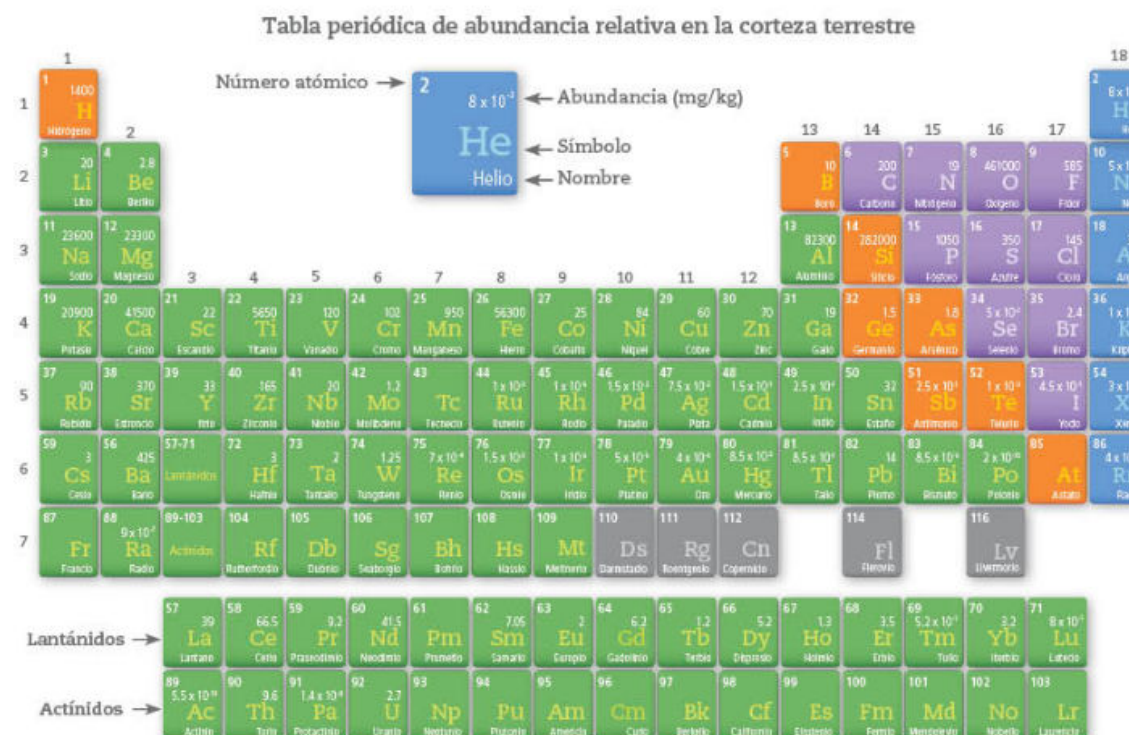 Tabla periódica de abundancia relativa en la corteza terrestre
1 18
Número atómico → 2 8 x 10⁻³ ← Abundancia (mg/kg)
He ← Símbolo
Helio ← Nombre
1
1 1400 H Hidrógeno
2
2 13 14 15 16 17
2
3 20 Li Litio
4 2.8 Be Berilio
5 10 B Boro
6 200 C Carbono
7 19 N Nitrógeno
8 461000 O Oxígeno
9 585 F Flúor
10
3
11 23600 Na Sodio
12 23300 Mg Magnesio
13 82300 Al Aluminio
14 282000 Si Silicio
15 1050 P Fósforo
16 350 S Azufre
17 145 Cl Cloro
18
3 4 5 6 7 8 9 10 11 12
4
19 20900 K Potasio
20 41500 Ca Calcio
21 22 Sc Escandio
22 5650 Ti Titanio
23 120 V Vanadio
24 102 Cr Cromo
25 950 Mn Manganeso
26 56300 Fe Hierro
27 25 Co Cobalto
28 84 Ni Níquel
29 60 Cu Cobre
30 70 Zn Zinc
31 19 Ga Galio
32 1.5 Ge Germanio
33 1.8 As Arsénico
34 Se Selenio
35 2.4 Br Bromo
36
5
37 90 Rb Rubidio
38 370 Sr Estroncio
39 33 Y Itrio
40 165 Zr Zirconio
41 20 Nb Niobio
42 1.2 Mo Molibdeno
43 Tc Tecnecio
44 Ru Rutenio
45 Rh Rodio
46 Pd Paladio
47 Ag Plata
48 Cd Cadmio
49 In Indio
50 32 Sn Estaño
51 Sb Antimonio
52 Te Telurio
53 I Yodo
54
6
59 3 Cs Cesio
56 425 Ba Bario
57-71 Lantánidos
72 3 Hf Hafnio
73 2 Ta Tantalio
74 1.25 W Tungsteno
75 Re Renio
76 Os Osmio
77 Ir Iridio
78 Pt Platino
79 Au Oro
80 Hg Mercurio
81 Tl Talio
82 14 Pb Plomo
83 Bi Bismuto
84 Po Polonio
85 At Astato
86
7
87 Fr Francio
88 Ra Radio
89-103 Actínidos
104 Rf Rutherfordio
105 Db Dubnio
106 Sg Seaborgio
107 Bh Bohrio
108 Hs Hassio
109 Mt Meitnerio
110 Ds Darmstadio
111 Rg Roentgenio
112 Cn Copernicio
114 Fl Flerovio
116 Lv Livermorio
Lantánidos →
57 39 La Lantano
58 66.5 Ce Cerio
59 9.2 Pr Praseodimio
60 41.5 Nd Neodimio
61 Pm Prometio
62 7.05 Sm Samario
63 2 Eu Europio
64 6.2 Gd Gadolinio
65 1.2 Tb Terbio
66 5.2 Dy Disprosio
67 1.3 Ho Holmio
68 3.5 Er Erbio
69 Tm Tulio
70 3.2 Yb Iterbio
71 Lu Lutecio
Actínidos →
89 Ac Actinio
90 9.6 Th Torio
91 Pa Protactinio
92 2.7 U Uranio
93 Np Neptunio
94 Pu Plutonio
95 Am Americio
96 Cm Curio
97 Bk Berkelio
98 Cf Californio
99 Es Einstenio
100 Fm Fermio
101 Md Mendelevio
102 No Nobelio
103 Lr Laurencio